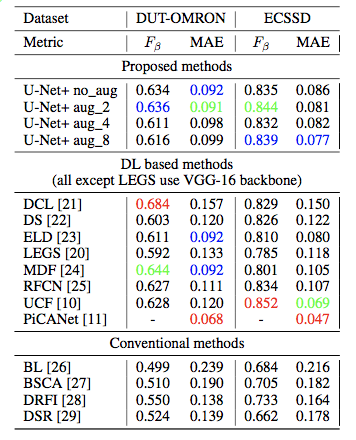 Dataset DUT-OMRON ECSSD
Metric Fβ MAE Fβ MAE
Proposed methods
U-Net+ no_aug 0.634 0.092 0.835 0.086
U-Net+ aug_2 0.636 0.091 0.844 0.081
U-Net+ aug_4 0.611 0.098 0.832 0.082
U-Net+ aug_8 0.616 0.099 0.839 0.077
DL based methods
(all except LEGS use VGG-16 backbone)
DCL [21] 0.684 0.157 0.829 0.150
DS [22] 0.603 0.120 0.826 0.122
ELD [23] 0.611 0.092 0.810 0.080
LEGS [20] 0.592 0.133 0.785 0.118
MDF [24] 0.644 0.092 0.801 0.105
RFCN [25] 0.627 0.111 0.834 0.107
UCF [10] 0.628 0.120 0.852 0.069
PiCANet [11] - 0.068 - 0.047
Conventional methods
BL [26] 0.499 0.239 0.684 0.216
BSCA [27] 0.510 0.190 0.705 0.182
DRFI [28] 0.550 0.138 0.733 0.164
DSR [29] 0.524 0.139 0.662 0.178